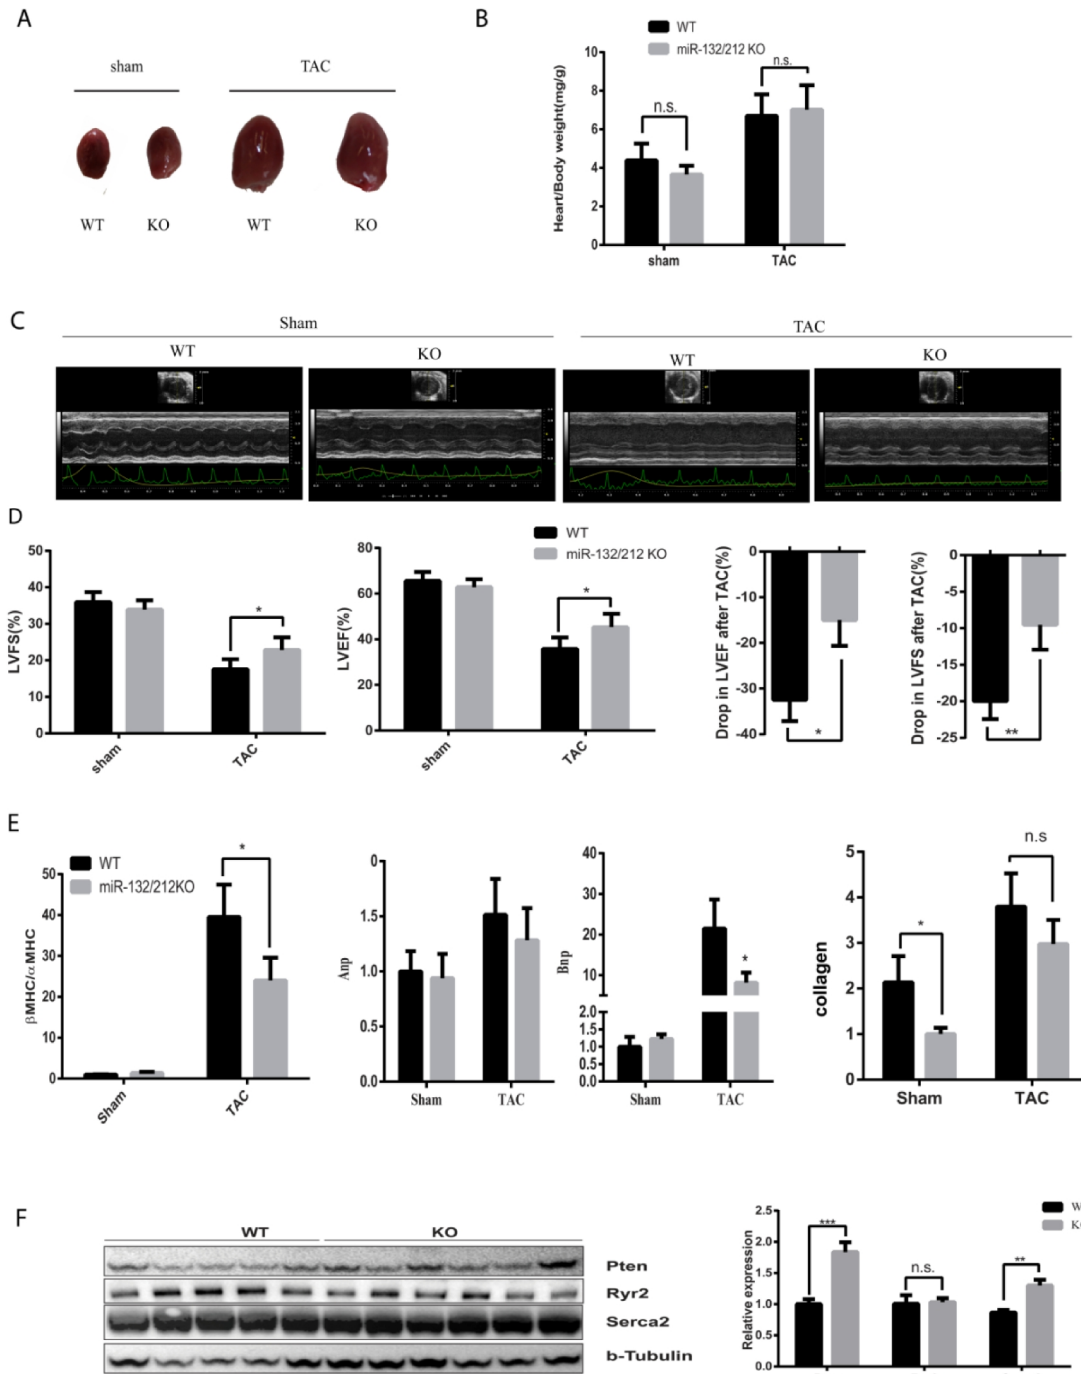 A
sham
TAC
WT
KO
WT
KO
B
WT
miR-132/212 KO
Heart/Body weight(mg/g)
10
8
6
4
2
0
n.s.
n.s.
sham
TAC
C
Sham
TAC
WT
KO
WT
KO
D
LVFS(%)
50
40
30
20
10
0
*
sham
TAC
WT
miR-132/212 KO
LVEF(%)
80
60
40
20
0
*
sham
TAC
Drop in LVEF after TAC(%)
0
-10
-20
-30
-40
*
Drop in LVFS after TAC(%)
0
-5
-10
-15
-20
-25
**
E
WT
miR-132/212KO
βMHC/αMHC
50
40
30
20
10
0
*
Sham
TAC
Anp
0
1.5
1.0
0.5
0.0
Sham
TAC
Bnp
40
30
20
10
2.0
1.5
1.0
0.5
0.0
*
Sham
TAC
collagen
5
4
3
2
1
0
*
n.s
Sham
TAC
F
WT
KO
Pten
Ryr2
Serca2
b-Tubulin
Relative expression
2.5
2.0
1.5
1.0
0.5
0.0
***
n.s.
**